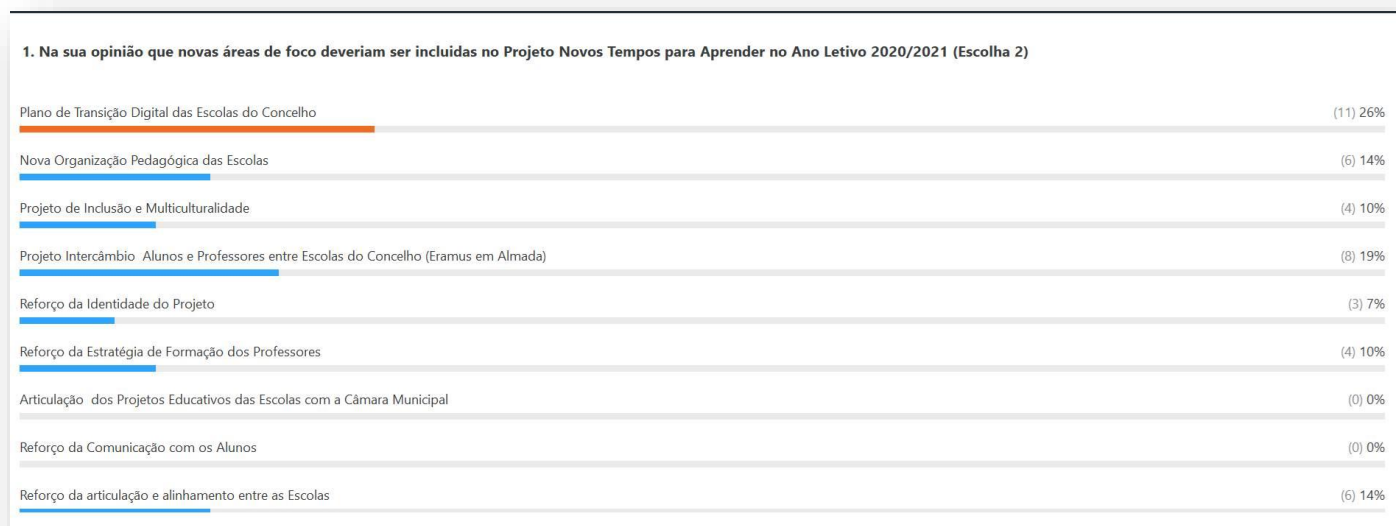 1. Na sua opinião que novas áreas de foco deveriam ser incluidas no Projeto Novos Tempos para Aprender no Ano Letivo 2020/2021 (Escolha 2)
Plano de Transição Digital das Escolas do Concelho (11) 26%
Nova Organização Pedagógica das Escolas (6) 14%
Projeto de Inclusão e Multiculturalidade (4) 10%
Projeto Intercâmbio  Alunos e Professores entre Escolas do Concelho (Eramus em Almada) (8) 19%
Reforço da Identidade do Projeto (3) 7%
Reforço da Estratégia de Formação dos Professores (4) 10%
Articulação  dos Projetos Educativos das Escolas com a Câmara Municipal (0) 0%
Reforço da Comunicação com os Alunos (0) 0%
Reforço da articulação e alinhamento entre as Escolas (6) 14%